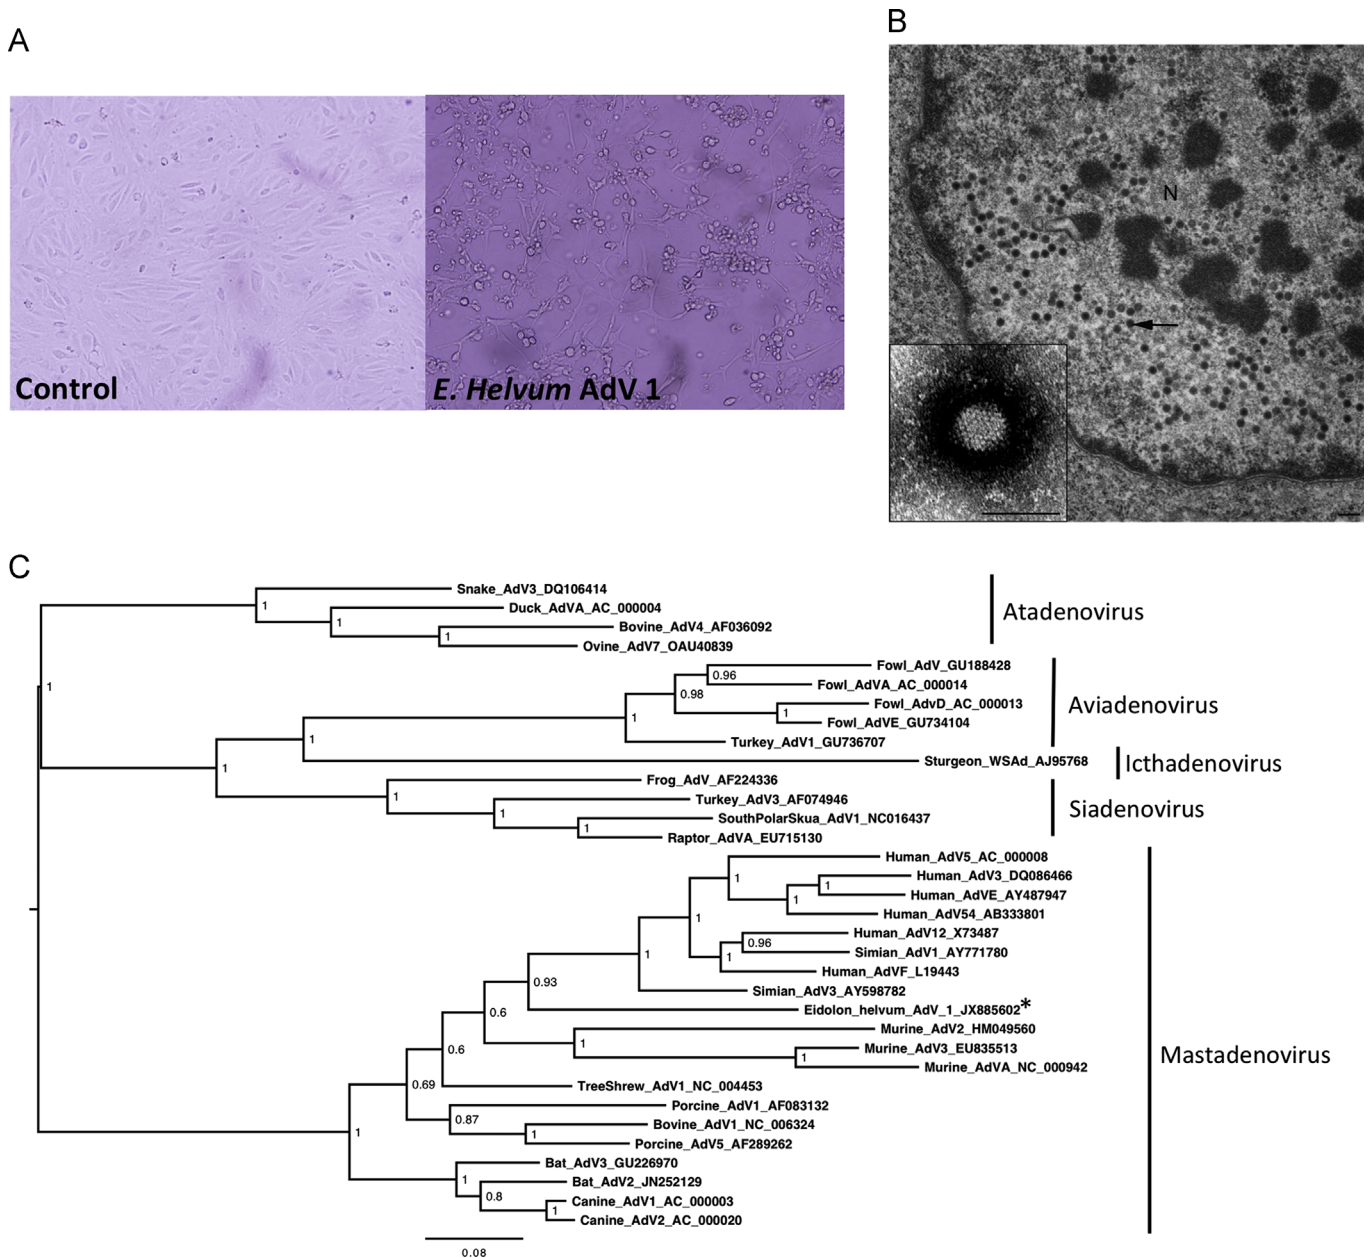 A
B
Control
E. Helvum AdV 1
N
C
Snake_AdV3_DQ106414
Duck_AdVA_AC_000004
Bovine_AdV4_AF036092
Ovine_AdV7_OAU40839
Atadenovirus
1
1
1
1
Fowl_AdV_GU188428
Fowl_AdVA_AC_000014
Fowl_AdvD_AC_000013
Fowl_AdVE_GU734104
Turkey_AdV1_GU736707
Aviadenovirus
0.96
0.98
1
1
1
Sturgeon_WSAd_AJ95768
Icthadenovirus
1
Frog_AdV_AF224336
Turkey_AdV3_AF074946
SouthPolarSkua_AdV1_NC016437
Raptor_AdVA_EU715130
Siadenovirus
1
1
1
Human_AdV5_AC_000008
Human_AdV3_DQ086466
Human_AdVE_AY487947
Human_AdV54_AB333801
Human_AdV12_X73487
Simian_AdV1_AY771780
Human_AdVF_L19443
Simian_AdV3_AY598782
Eidolon_helvum_AdV_1_JX885602*
Murine_AdV2_HM049560
Murine_AdV3_EU835513
Murine_AdVA_NC_000942
TreeShrew_AdV1_NC_004453
Porcine_AdV1_AF083132
Bovine_AdV1_NC_006324
Porcine_AdV5_AF289262
Bat_AdV3_GU226970
Bat_AdV2_JN252129
Canine_AdV1_AC_000003
Canine_AdV2_AC_000020
Mastadenovirus
1
1
1
1
0.96
1
1
0.93
0.6
1
1
0.6
0.69
0.87
1
1
1
0.8
1
0.08